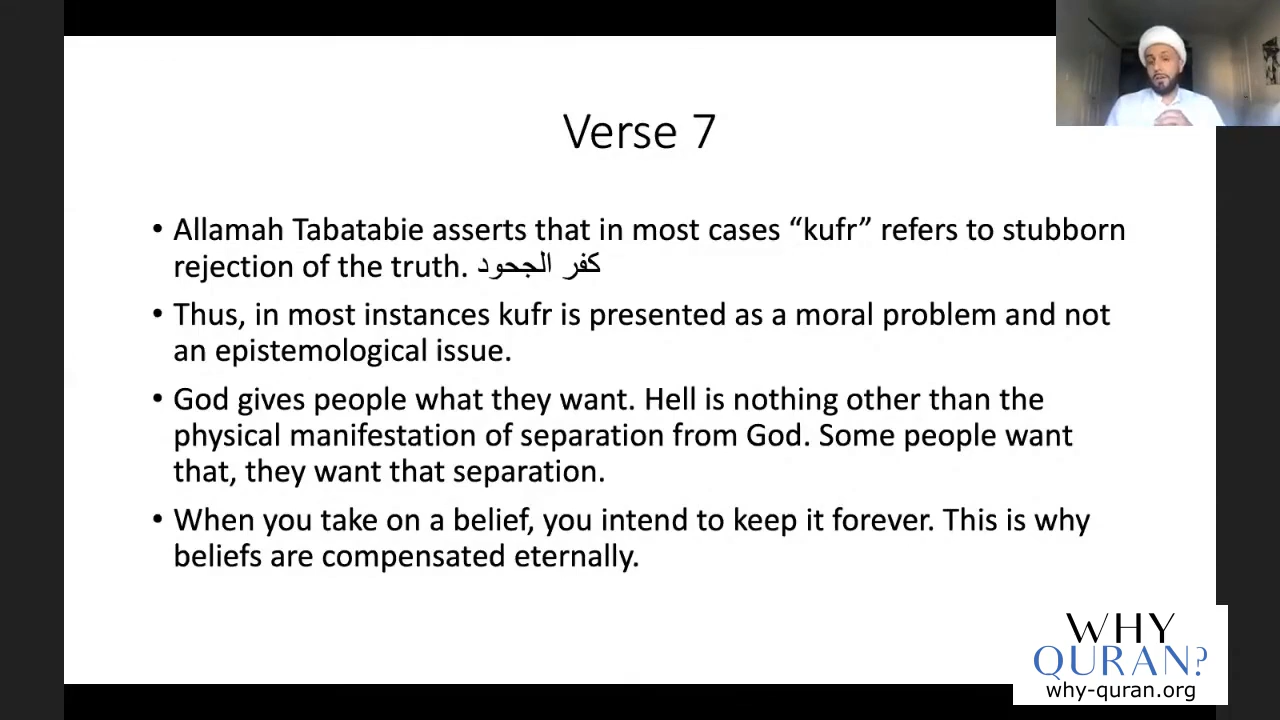 Verse 7
• Allamah Tabatabie asserts that in most cases “kufr” refers to stubborn
rejection of the truth. كفر الجحود
• Thus, in most instances kufr is presented as a moral problem and not
an epistemological issue.
• God gives people what they want. Hell is nothing other than the
physical manifestation of separation from God. Some people want
that, they want that separation.
• When you take on a belief, you intend to keep it forever. This is why
beliefs are compensated eternally.
WHY
QURAN?
why-quran.org